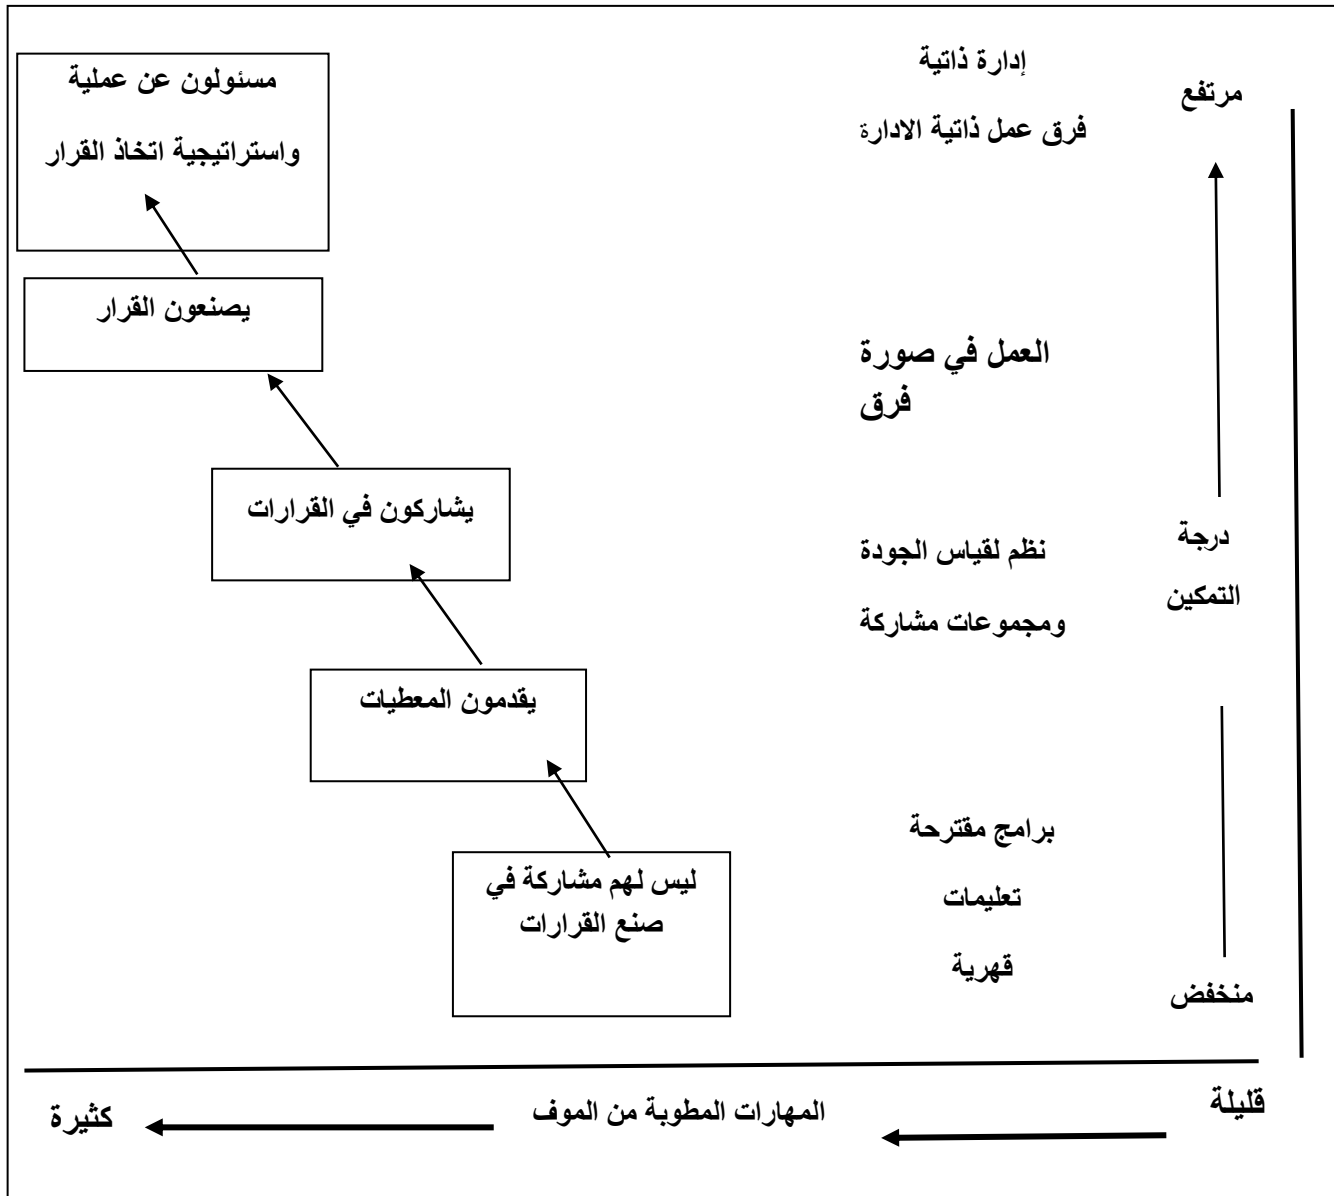 مرتفع
إدارة ذاتية
فرق عمل ذاتية الادارة
مسئولون عن عملية
واستراتيجية اتخاذ القرار
يصنعون القرار
العمل في صورة
فرق
يشاركون في القرارات
درجة
التمكين
نظم لقياس الجودة
ومجموعات مشاركة
يقدمون المعطيات
برامج مقترحة
تعليمات
قهرية
ليس لهم مشاركة في
صنع القرارات
منخفض
قليلة
المهارات المطوبة من الموف
كثيرة